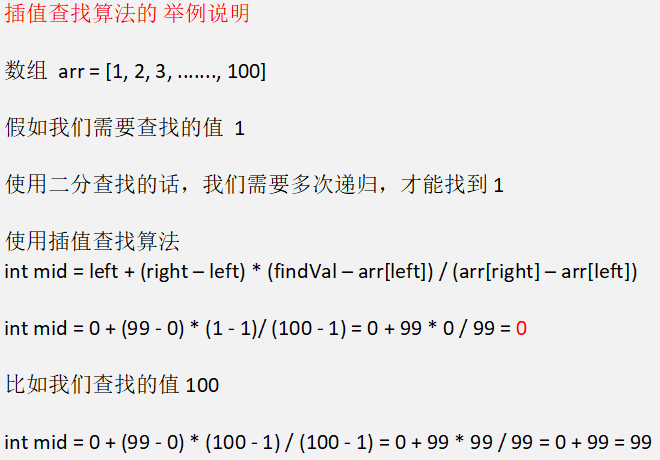 插值查找算法的 举例说明
数组 arr = [1, 2, 3, ......., 100]
假如我们需要查找的值 1
使用二分查找的话，我们需要多次递归，才能找到 1
使用插值查找算法
int mid = left + (right – left) * (findVal – arr[left]) / (arr[right] – arr[left])
int mid = 0 + (99 - 0) * (1 - 1)/ (100 - 1) = 0 + 99 * 0 / 99 = 0
比如我们查找的值 100
int mid = 0 + (99 - 0) * (100 - 1) / (100 - 1) = 0 + 99 * 99 / 99 = 0 + 99 = 99